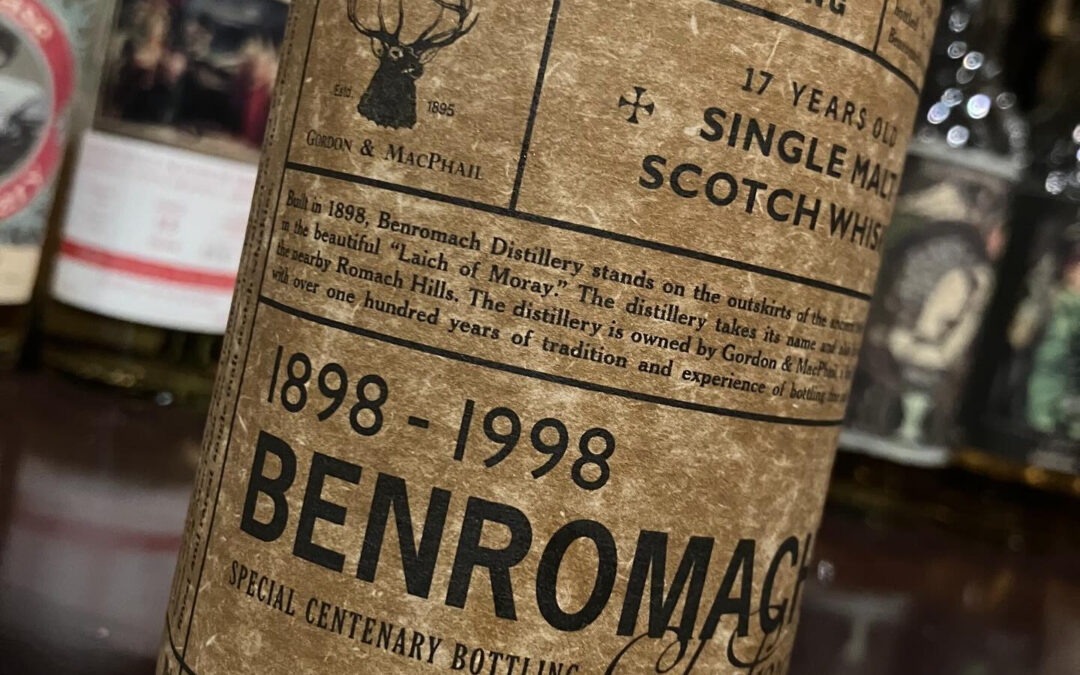 NG
Estd. 1895
GORDON & MACPHAIL
17 YEARS OLD
SINGLE MALT
SCOTCH WHIS
Built in 1898, Benromach Distillery stands on the outskirts of the ancient
in the beautiful “Laich of Moray.” The distillery takes its name and
the nearby Romach Hills. The distillery is owned by Gordon & MacPhail,
with over one hundred years of tradition and experience of bottling
1898 - 1998
BENROMACH
SPECIAL CENTENARY BOTTLING